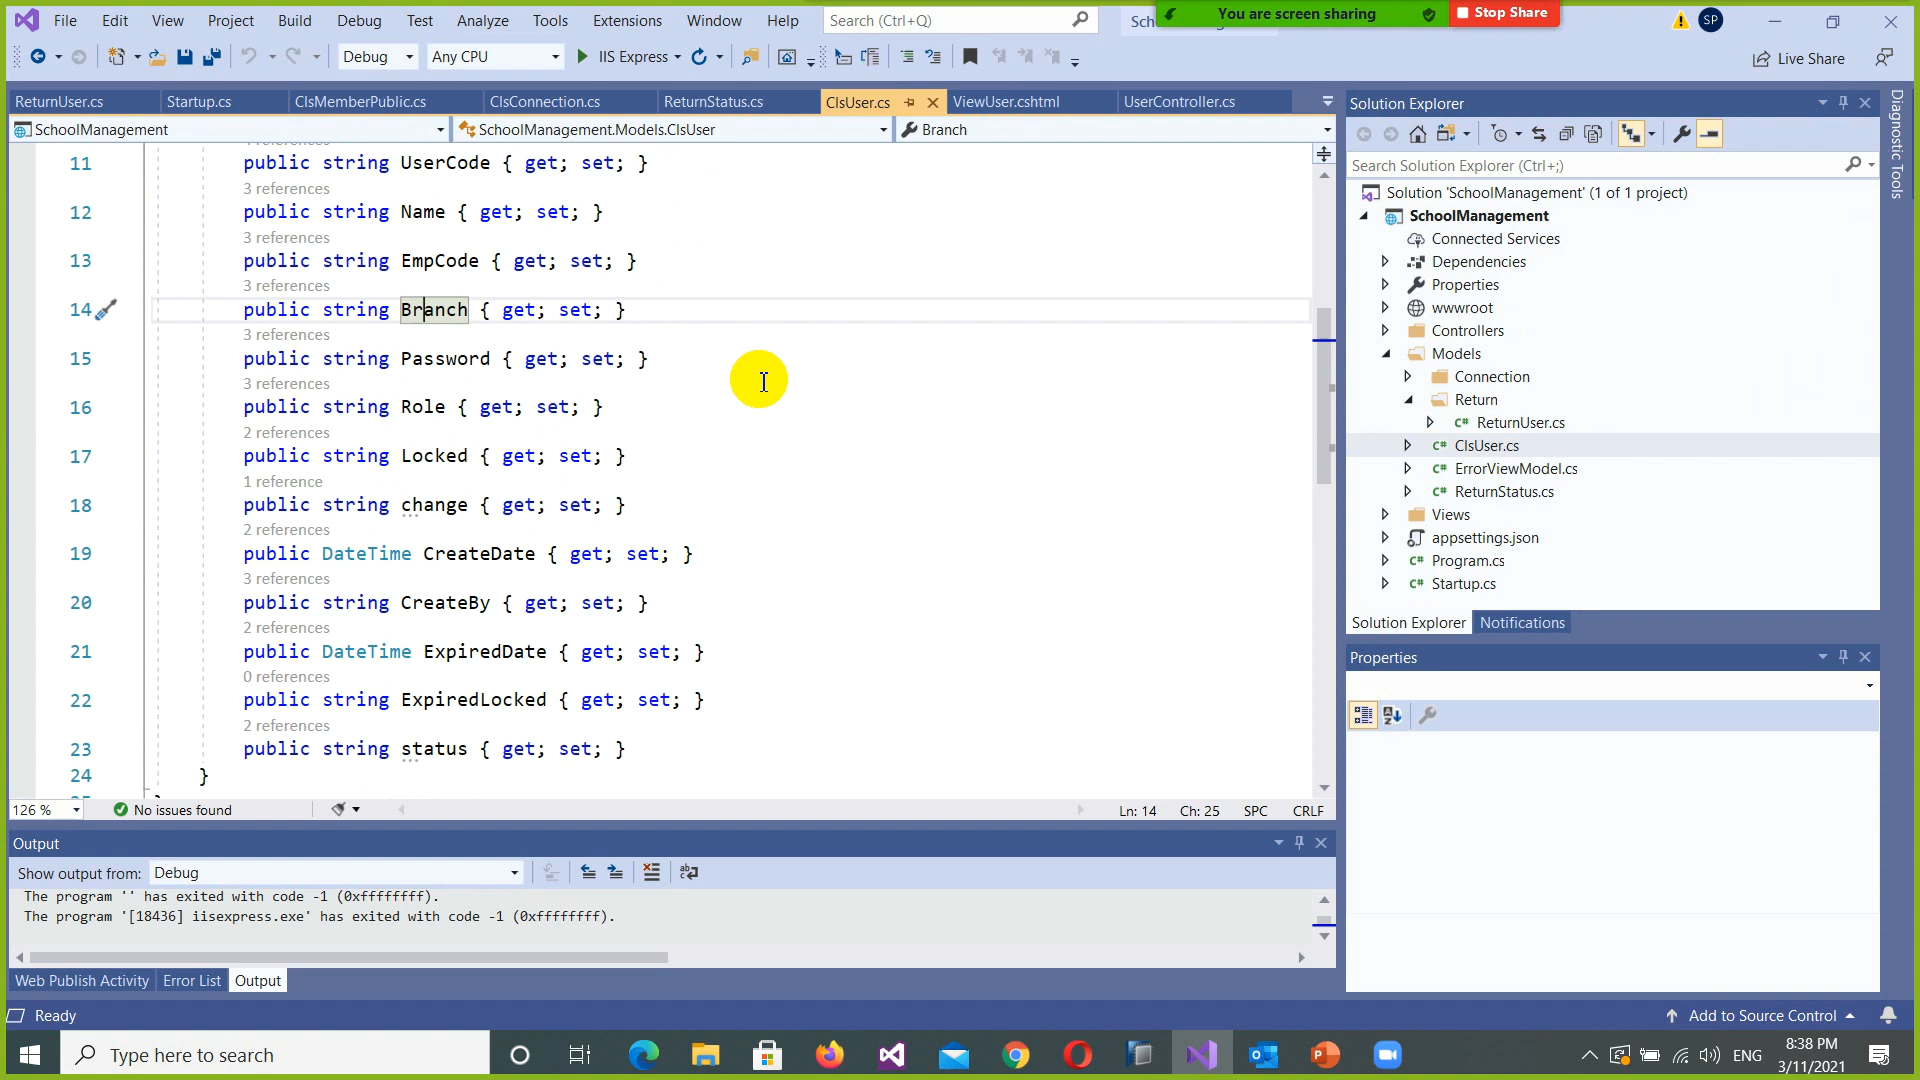 File Edit View Project Build Debug Test Analyze Tools Extensions Window Help Search (Ctrl+Q) You are screen sharing Stop Share SP
Debug Any CPU IIS Express Live Share
ReturnUser.cs Startup.cs ClsMemberPublic.cs ClsConnection.cs ReturnStatus.cs ClsUser.cs ViewUser.cshtml UserController.cs
SchoolManagement SchoolManagement.Models.ClsUser Branch
11 public string UserCode { get; set; }
3 references
12 public string Name { get; set; }
3 references
13 public string EmpCode { get; set; }
3 references
14 public string Branch { get; set; }
3 references
15 public string Password { get; set; }
3 references
16 public string Role { get; set; }
2 references
17 public string Locked { get; set; }
1 reference
18 public string change { get; set; }
2 references
19 public DateTime CreateDate { get; set; }
3 references
20 public string CreateBy { get; set; }
2 references
21 public DateTime ExpiredDate { get; set; }
0 references
22 public string ExpiredLocked { get; set; }
2 references
23 public string status { get; set; }
24 }
126 % No issues found Ln: 14 Ch: 25 SPC CRLF
Output
Show output from: Debug
The program '' has exited with code -1 (0xffffffff).
The program '[18436] iisexpress.exe' has exited with code -1 (0xffffffff).
Web Publish Activity Error List Output
Solution Explorer
Search Solution Explorer (Ctrl+;)
Solution 'SchoolManagement' (1 of 1 project)
SchoolManagement
Connected Services
Dependencies
Properties
wwwroot
Controllers
Models
Connection
Return
C# ReturnUser.cs
C# ClsUser.cs
C# ErrorViewModel.cs
C# ReturnStatus.cs
Views
appsettings.json
C# Program.cs
C# Startup.cs
Solution Explorer Notifications
Properties
Diagnostic Tools
Ready Add to Source Control
Type here to search ENG 8:38 PM
3/11/2021